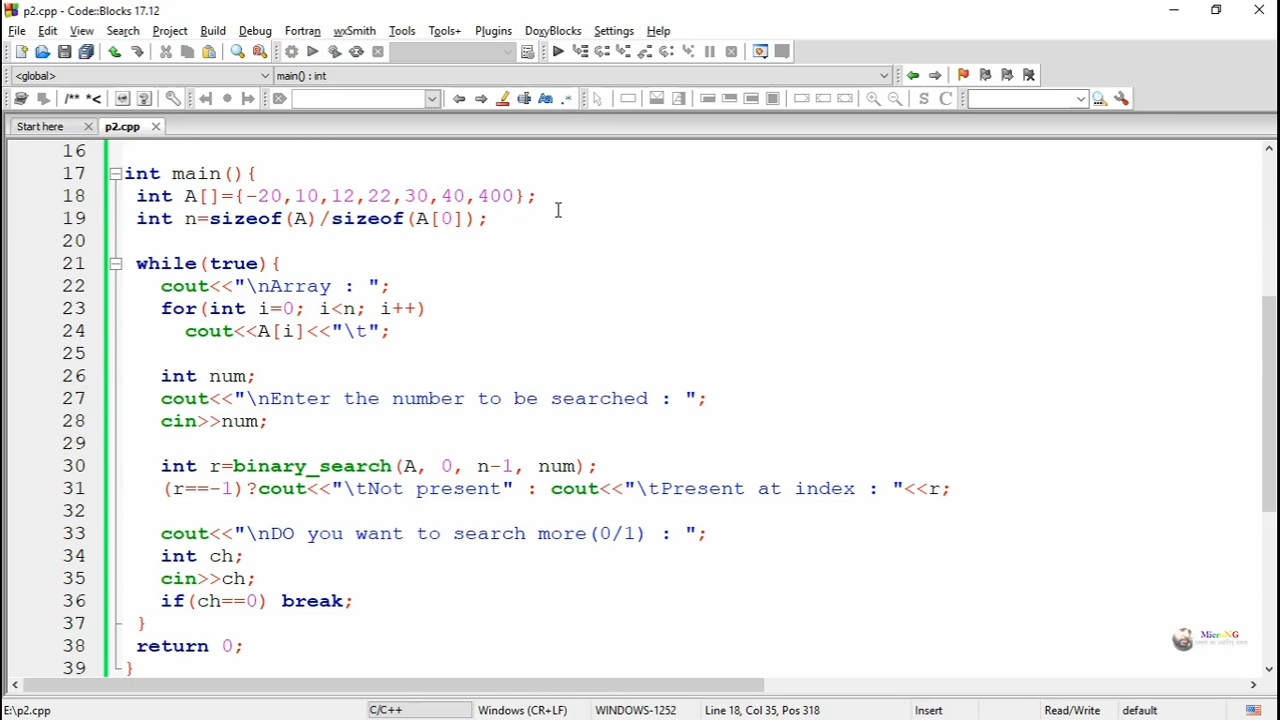 p2.cpp - Code::Blocks 17.12
File Edit View Search Project Build Debug Fortran wxSmith Tools Tools+ Plugins DoxyBlocks Settings Help
<global> main() : int
/** *< S C
Start here p2.cpp
16
17 int main(){
18 int A[]={-20,10,12,22,30,40,400};
19 int n=sizeof(A)/sizeof(A[0]);
20
21 while(true){
22 cout<<"\nArray : ";
23 for(int i=0; i<n; i++)
24 cout<<A[i]<<"\t";
25
26 int num;
27 cout<<"\nEnter the number to be searched : ";
28 cin>>num;
29
30 int r=binary_search(A, 0, n-1, num);
31 (r==-1)?cout<<"\tNot present" : cout<<"\tPresent at index : "<<r;
32
33 cout<<"\nDO you want to search more(0/1) : ";
34 int ch;
35 cin>>ch;
36 if(ch==0) break;
37 }
38 return 0;
39 }
MicroNG
E:\p2.cpp C/C++ Windows (CR+LF) WINDOWS-1252 Line 18, Col 35, Pos 318 Insert Read/Write default